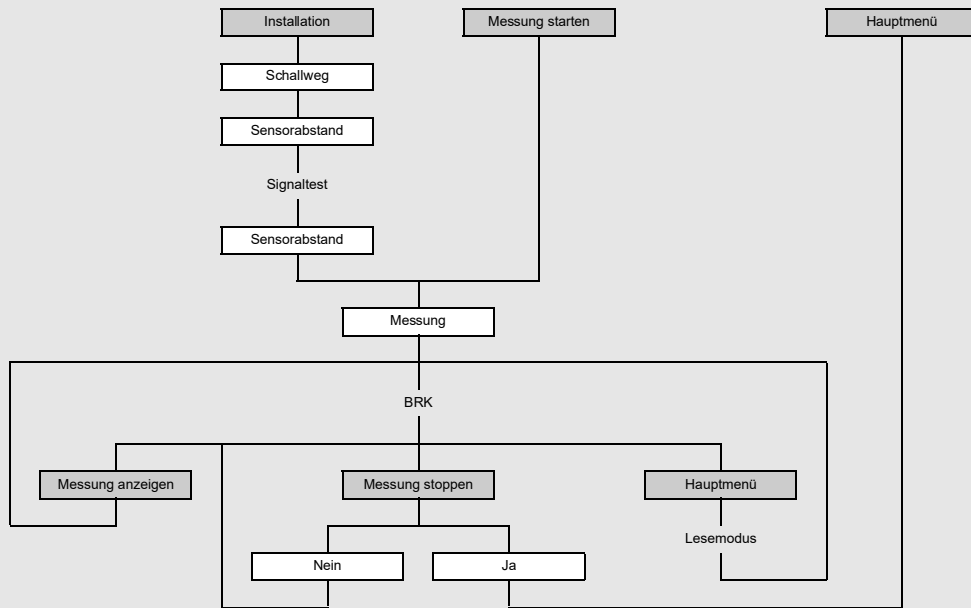 Installation
Messung starten
Hauptmenü
Schallweg
Sensorabstand
Signaltest
Sensorabstand
Messung
BRK
Messung anzeigen
Messung stoppen
Hauptmenü
Lesemodus
Nein
Ja